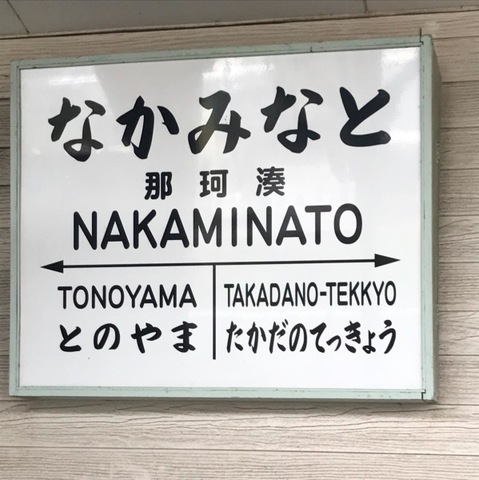 なかみなと
那珂湊
NAKAMINATO
TONOYAMA
とのやま
TAKADANO-TEKKYO
たかだのてっきょう